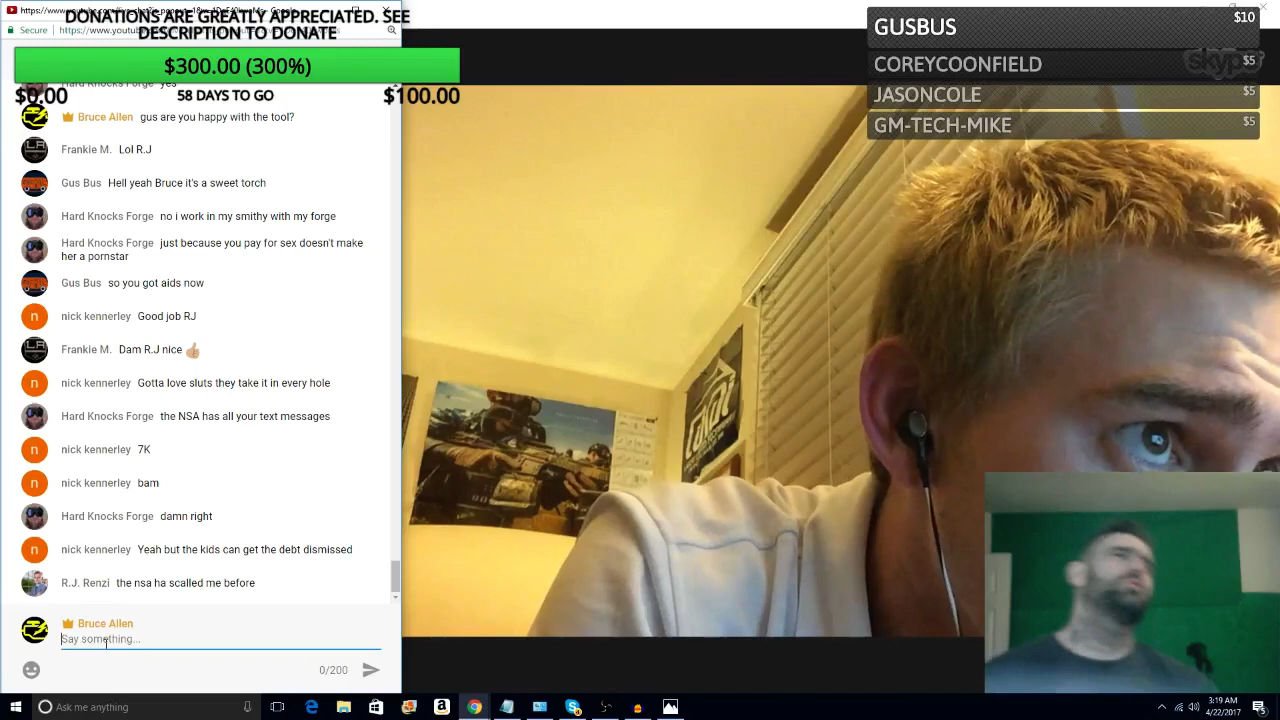 DONATIONS ARE GREATLY APPRECIATED. SEE
DESCRIPTION TO DONATE
Secure
$300.00 (300%)
$0.00 58 DAYS TO GO $100.00
Hard Knocks Forge yes
Bruce Allen gus are you happy with the tool?
Frankie M. Lol R.J
Gus Bus Hell yeah Bruce it's a sweet torch
Hard Knocks Forge no i work in my smithy with my forge
Hard Knocks Forge just because you pay for sex doesn't make
her a pornstar
Gus Bus so you got aids now
nick kennerley Good job RJ
Frankie M. Dam R.J nice
nick kennerley Gotta love sluts they take it in every hole
Hard Knocks Forge the NSA has all your text messages
nick kennerley 7K
nick kennerley bam
Hard Knocks Forge damn right
nick kennerley Yeah but the kids can get the debt dismissed
R.J. Renzi the nsa ha scalled me before
Bruce Allen
Say something...
0/200
GUSBUS $10
COREYCOONFIELD $5
JASONCOLE $5
GM-TECH-MIKE $5
skype
Ask me anything
3:19 AM
4/22/2017